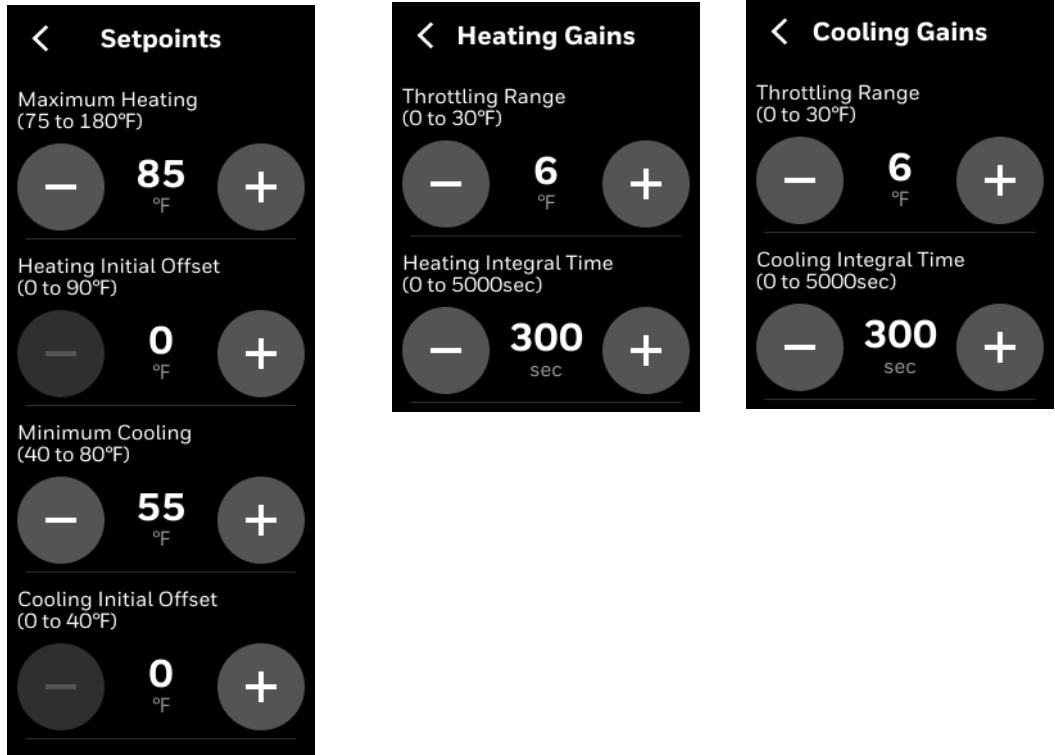 Setpoints
Maximum Heating
(75 to 180°F)
85
°F
Heating Initial Offset
(0 to 90°F)
0
°F
Minimum Cooling
(40 to 80°F)
55
°F
Cooling Initial Offset
(0 to 40°F)
0
°F
Heating Gains
Throttling Range
(0 to 30°F)
6
°F
Heating Integral Time
(0 to 5000sec)
300
sec
Cooling Gains
Throttling Range
(0 to 30°F)
6
°F
Cooling Integral Time
(0 to 5000sec)
300
sec